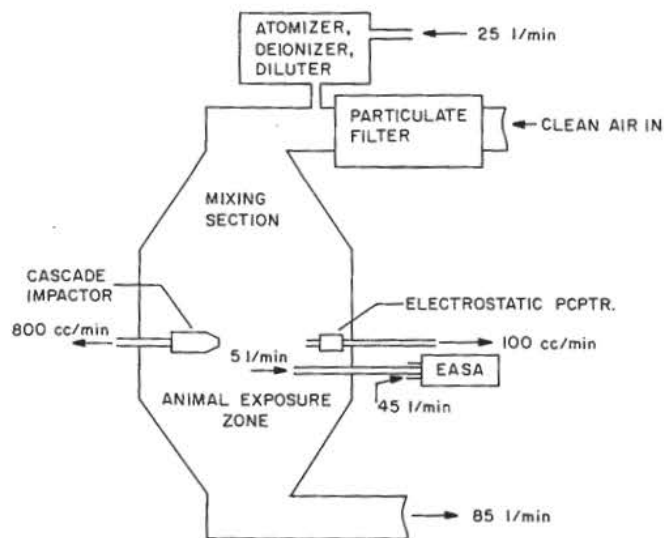 ATOMIZER,
DEIONIZER,
DILUTER
25 l/min
PARTICULATE
FILTER
CLEAN AIR IN
MIXING
SECTION
CASCADE
IMPACTOR
ELECTROSTATIC PCPTR.
800 cc/min
100 cc/min
5 l/min
EASA
ANIMAL EXPOSURE
ZONE
45 l/min
85 l/min